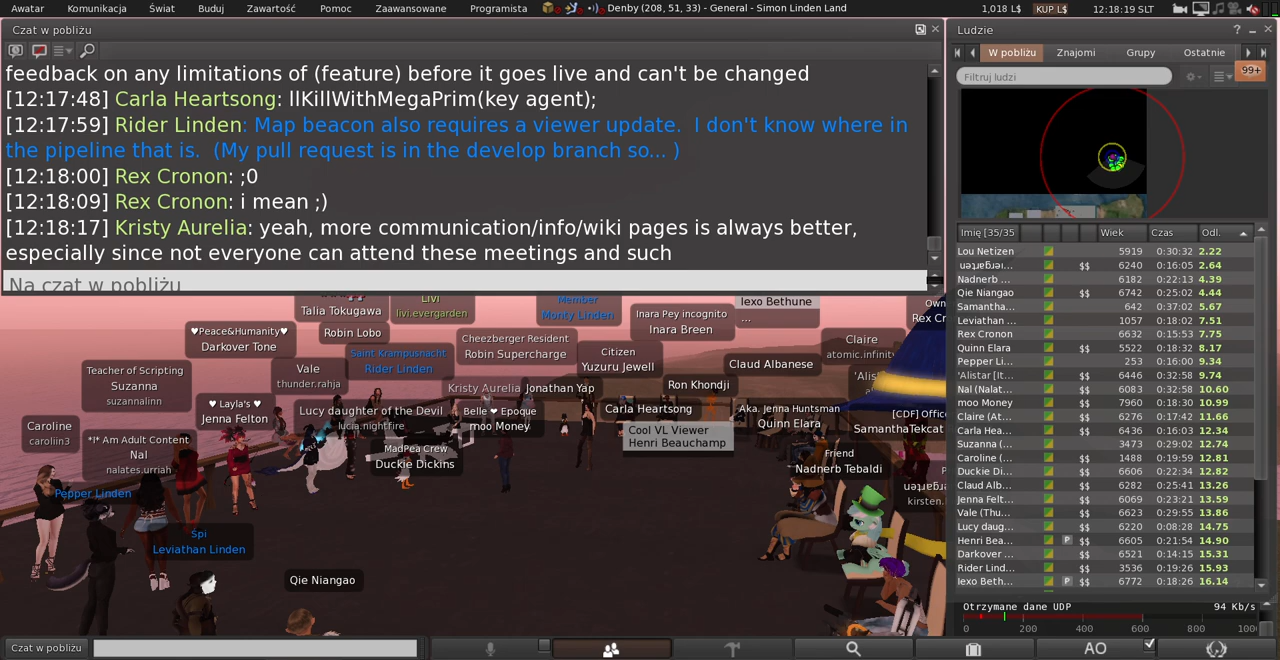 Awatar Komunikacja Świat Buduj Zawartość Pomoc Zaawansowane Programista Denby (208, 51, 33) - General - Simon Linden Land 1,018 L$ KUP L$ 12:18:19 SLT
Czat w pobliżu
feedback on any limitations of (feature) before it goes live and can't be changed
[12:17:48] Carla Heartsong: llKillWithMegaPrim(key agent);
[12:17:59] Rider Linden: Map beacon also requires a viewer update.  I don't know where in
the pipeline that is.  (My pull request is in the develop branch so... )
[12:18:00] Rex Cronon: ;0
[12:18:09] Rex Cronon: i mean ;)
[12:18:17] Kristy Aurelia: yeah, more communication/info/wiki pages is always better,
especially since not everyone can attend these meetings and such
Na czat w pobliżu
Talia Tokugawa
Livi
livi.evergarden
Member
Monty Linden
Iexo Bethune
...
Inara Pey incognito
Inara Breen
Own
Rex Cr
♥Peace&Humanity♥
Darkover Tone
Robin Lobo
Cheezberger Resident
Robin Supercharge
Claire
atomic.infinity
Saint Krampusnacht
Rider Linden
Citizen
Yuzuru Jewell
Claud Albanese
Teacher of Scripting
Suzanna
suzannalinn
Vale
thunder.rahja
Kristy Aurelia
Jonathan Yap
Ron Khondji
'Alist
♥ Layla's ♥
Jenna Felton
Lucy daughter of the Devil
lucia.nightfire
Belle ❤ Epoque
moo Money
Carla Heartsong
Aka. Jenna Huntsman
Quinn Elara
[CDF] Office
SamanthaTekcat
Caroline
caroliin3
*I* Am Adult Content
Nal
nalates.urriah
Cool VL Viewer
Henri Beauchamp
MadPea Crew
Duckie Dickins
Friend
Nadnerb Tebaldi
kirsten.
Pepper Linden
Śpi
Leviathan Linden
Qie Niangao
Czat w pobliżu
Ludzie
? _ ×
W pobliżu Znajomi Grupy Ostatnie
Filtruj ludzi
99+
Imię [35/35 Wiek Czas Odl.
Lou Netizen 5919 0:30:32 2.22
$$ 6240 0:16:05 2.64
Nadnerb ... 6182 0:22:13 4.39
Qie Niangao $$ 6742 0:25:02 4.44
Samantha... 642 0:37:02 5.67
Leviathan ... 1057 0:18:02 7.51
Rex Cronon 6632 0:15:53 7.75
Quinn Elara $$ 5522 0:18:32 8.17
Pepper Li... 253 0:16:00 9.34
'Alistar [It... $$ 6446 0:32:58 9.74
Nal (Nalat... $$ 6083 0:32:58 10.60
moo Money $$ 7960 0:18:30 10.99
Claire (At... $$ 6276 0:17:42 11.66
Carla Hea... $$ 6436 0:16:03 12.34
Suzanna (... 3473 0:29:02 12.74
Caroline (... $$ 1488 0:19:59 12.81
Duckie Di... $$ 6606 0:22:34 12.82
Claud Alb... $$ 6282 0:25:41 13.26
Jenna Felt... $$ 6069 0:23:21 13.59
Vale (Thu... $$ 6623 0:29:55 13.86
Lucy daug... $$ 6220 0:08:28 14.75
Henri Bea... P $$ 6605 0:21:54 14.90
Darkover ... $$ 6521 0:14:15 15.31
Rider Lind... $$ 3536 0:19:26 15.93
Iexo Beth... P $$ 6772 0:18:26 16.14
Otrzymane dane UDP 94 Kb/s
0 200 400 600 800 100
AO